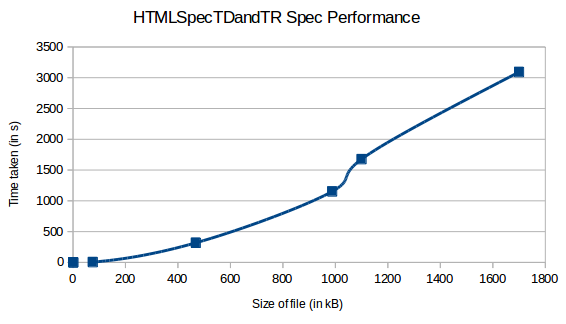 HTMLSpecTDandTR Spec Performance
3500
3000
2500
2000
1500
1000
500
0
Time taken (in s)
0 200 400 600 800 1000 1200 1400 1600 1800
Size of file (in kB)